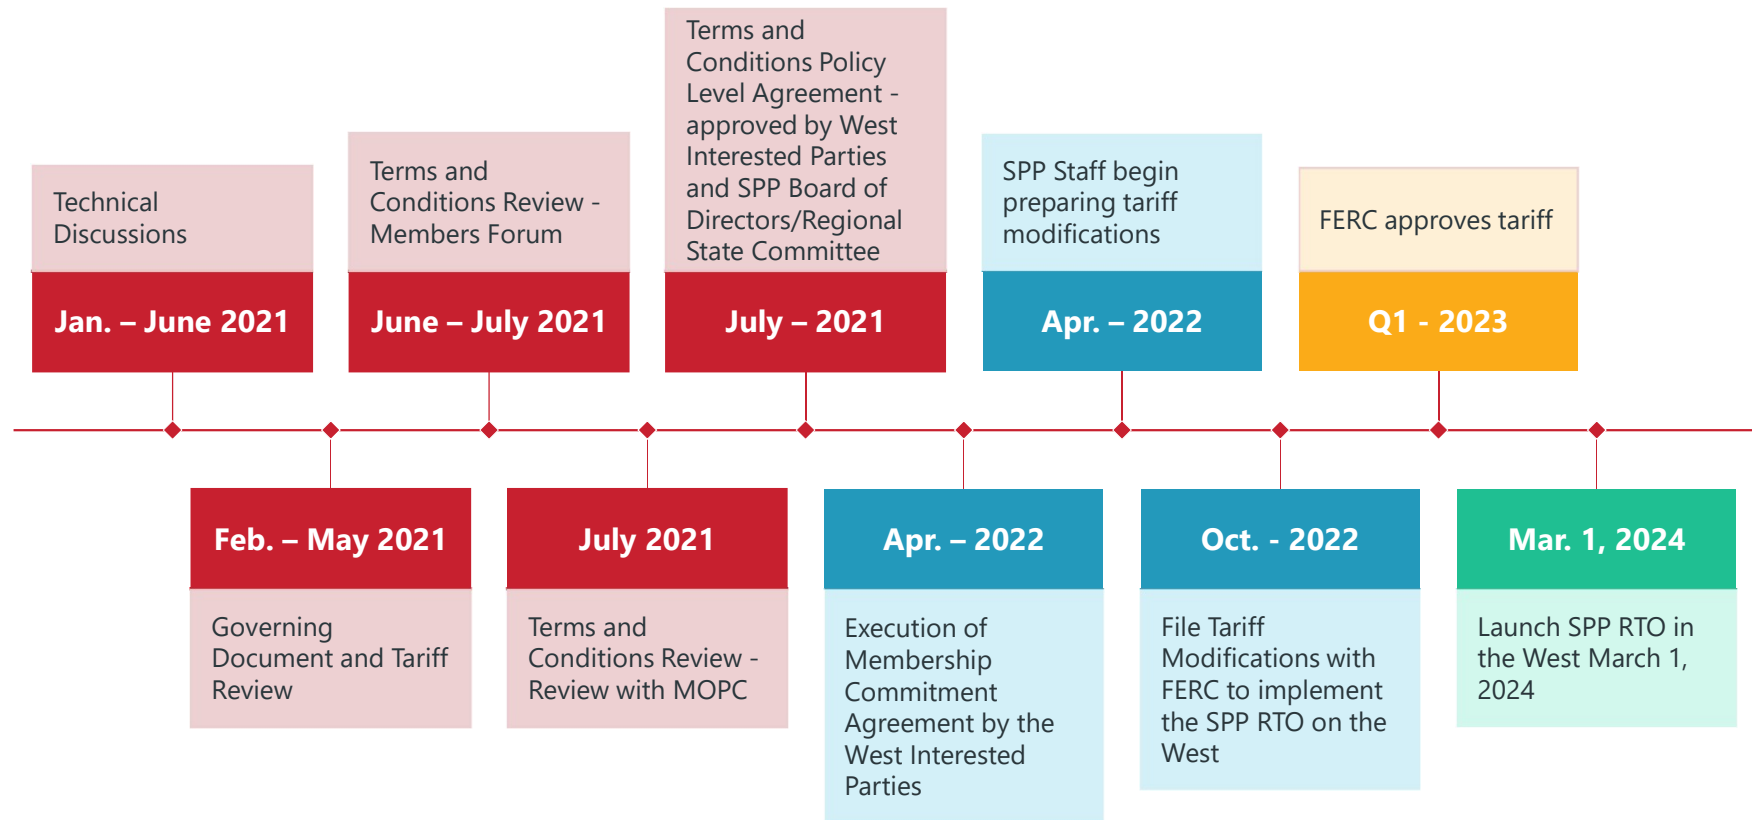 Technical
Discussions
Jan. – June 2021
Governing
Document and Tariff
Review
Feb. – May 2021
Terms and
Conditions Review -
Members Forum
June – July 2021
July 2021
Terms and
Conditions Review -
Review with MOPC
Terms and
Conditions Policy
Level Agreement -
approved by West
Interested Parties
and SPP Board of
Directors/Regional
State Committee
July – 2021
Apr. – 2022
Execution of
Membership
Commitment
Agreement by the
West Interested
Parties
SPP Staff begin
preparing tariff
modifications
Apr. – 2022
Oct. - 2022
File Tariff
Modifications with
FERC to implement
the SPP RTO on the
West
FERC approves tariff
Q1 - 2023
Mar. 1, 2024
Launch SPP RTO in
the West March 1,
2024